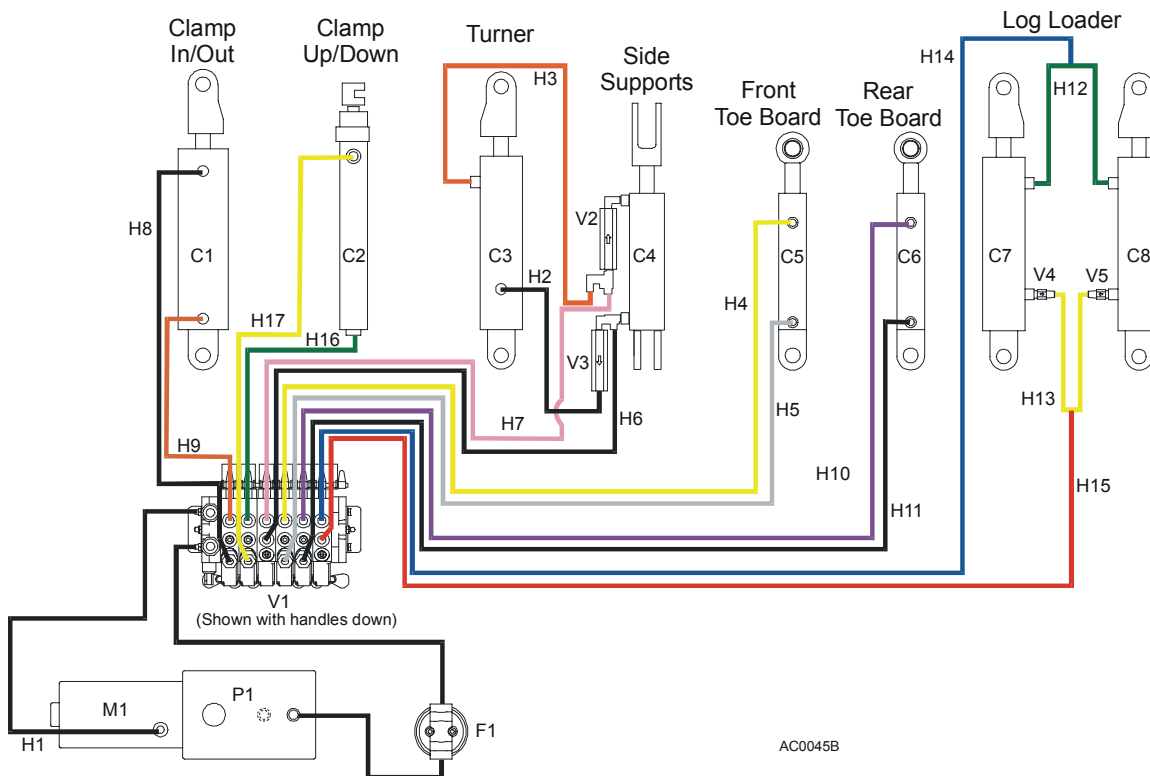 Clamp
In/Out
Clamp
Up/Down
Turner
Side
Supports
Front
Toe Board
Rear
Toe Board
Log Loader
H14
H3
H12
H8
V2
C1
C2
C3
C4
C5
C6
C7
C8
H2
H4
V4
V5
H17
H16
V3
H9
H7
H6
H5
H13
H10
H11
H15
V1
(Shown with handles down)
M1
P1
F1
H1
AC0045B